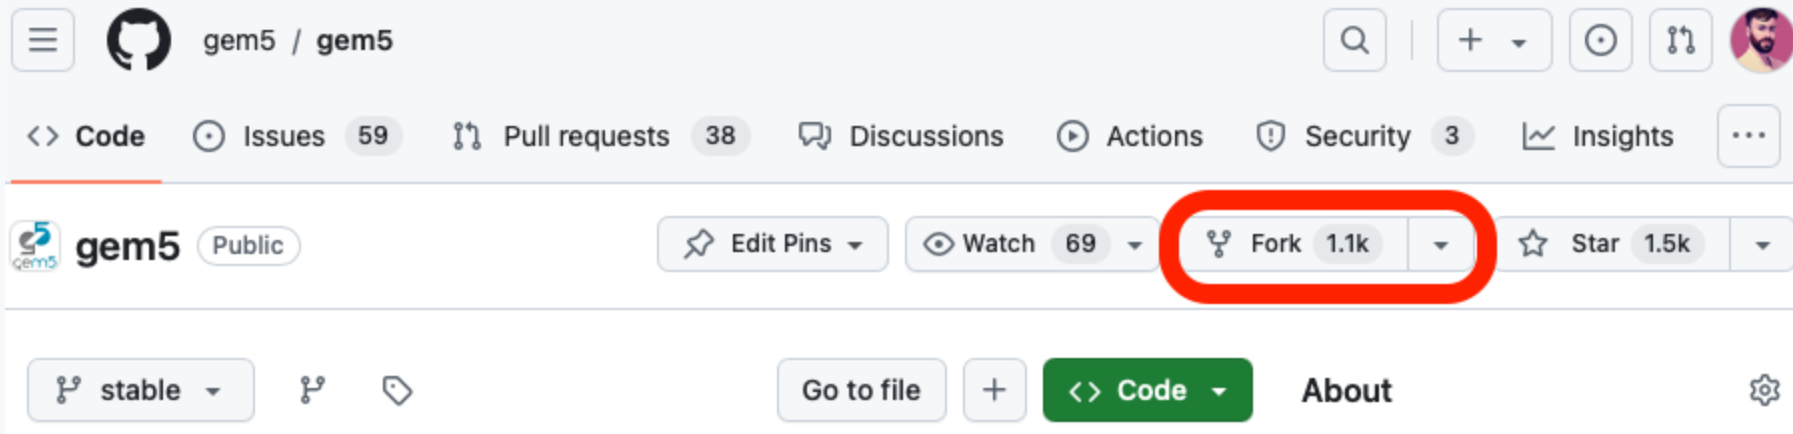 gem5 / gem5
Code Issues 59 Pull requests 38 Discussions Actions Security 3 Insights ...
gem5 gem5 Public Edit Pins Watch 69 Fork 1.1k Star 1.5k
stable Go to file + Code About